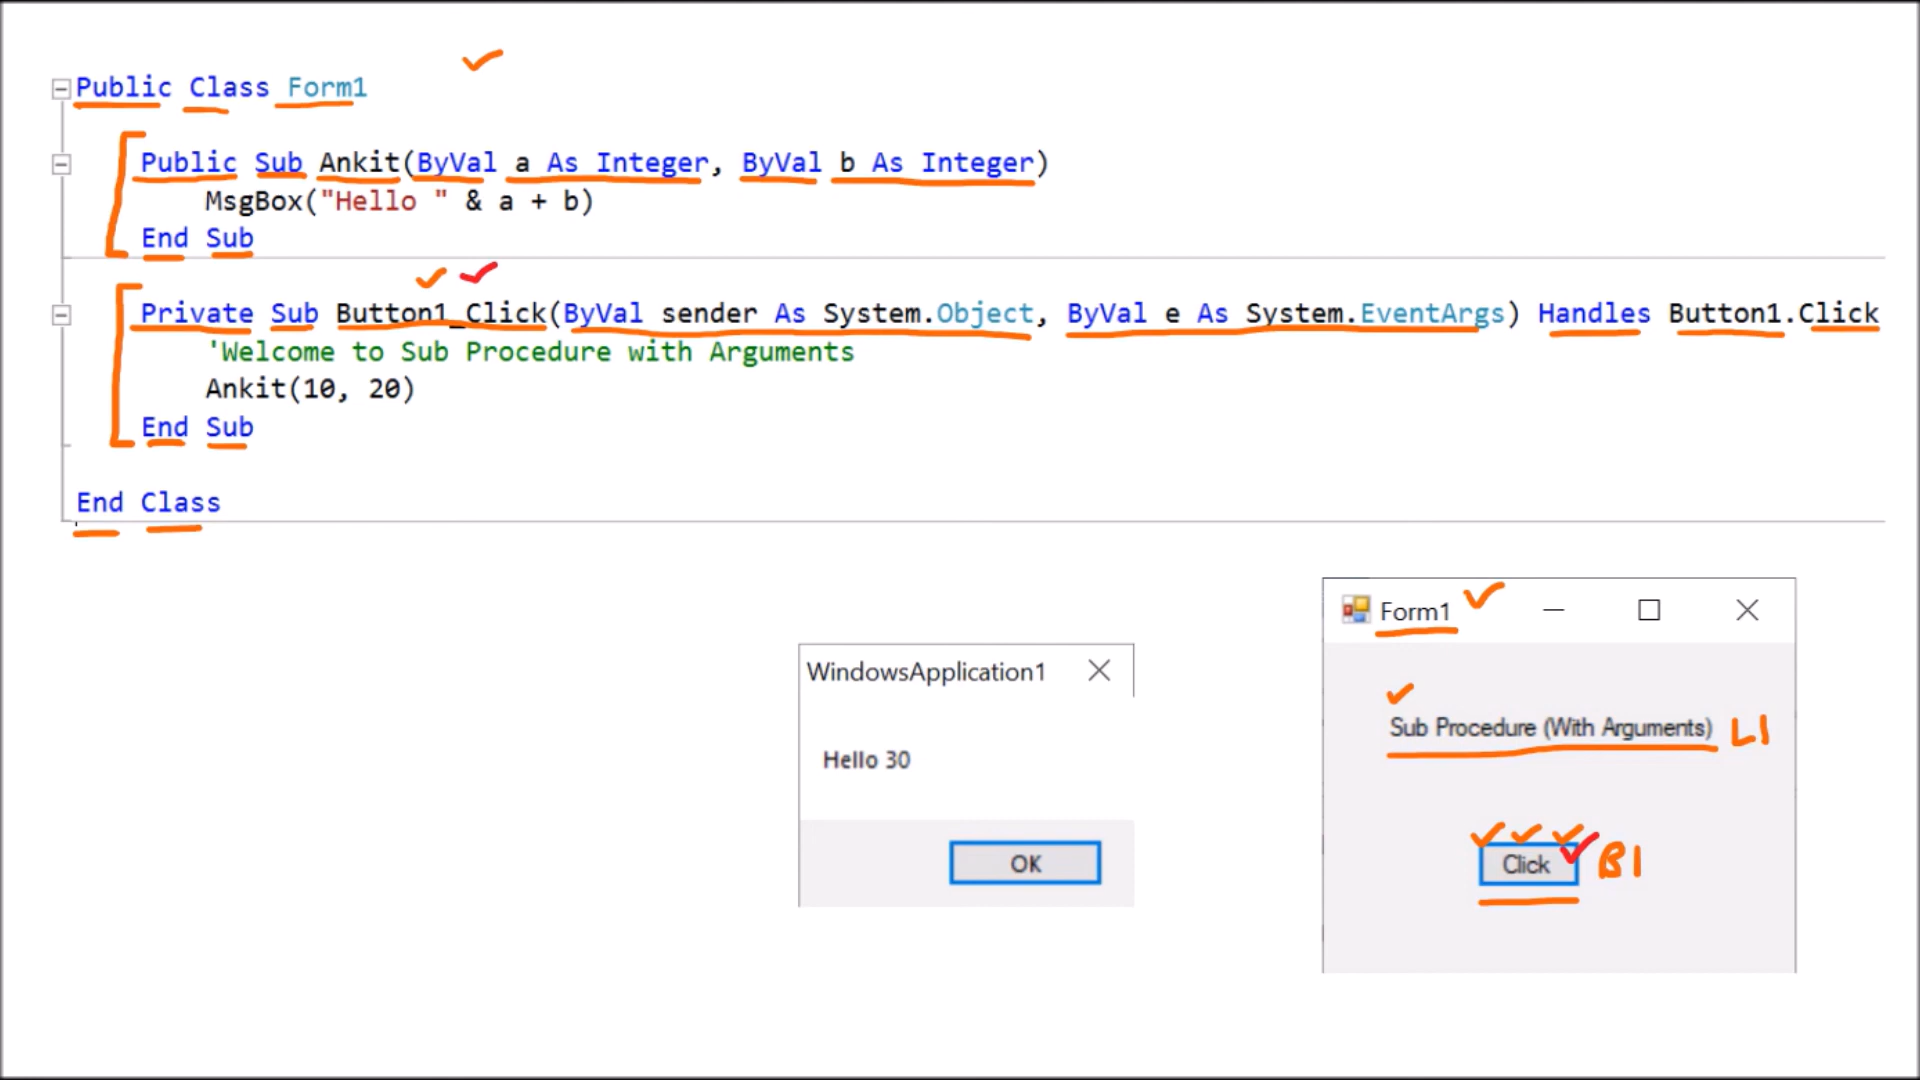 Public Class Form1
Public Sub Ankit(ByVal a As Integer, ByVal b As Integer)
MsgBox("Hello " & a + b)
End Sub
Private Sub Button1_Click(ByVal sender As System.Object, ByVal e As System.EventArgs) Handles Button1.Click
'Welcome to Sub Procedure with Arguments
Ankit(10, 20)
End Sub
End Class
WindowsApplication1
Hello 30
OK
Form1
Sub Procedure (With Arguments) L1
Click B1